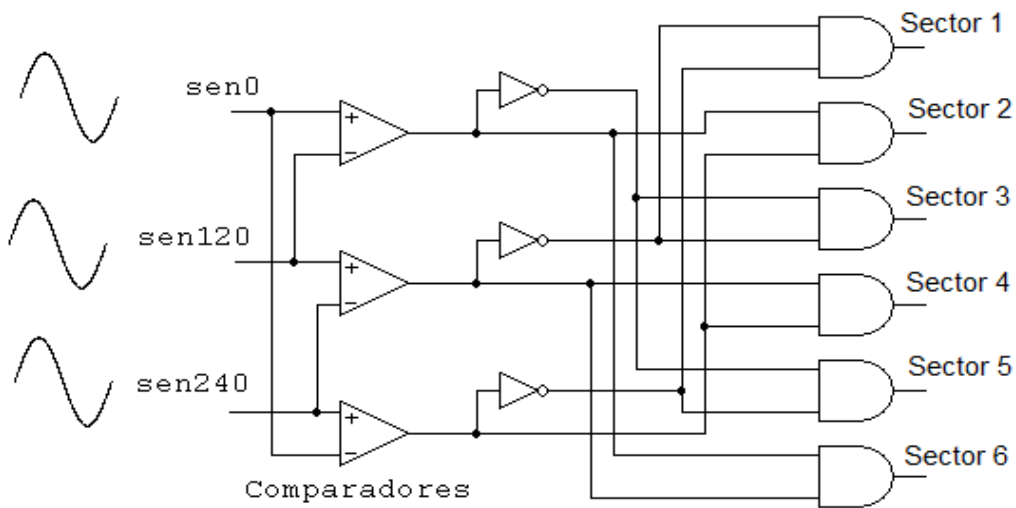 Sector 1
sen0
Sector 2
+
−
Sector 3
sen120
+
−
Sector 4
sen240
Sector 5
+
−
Sector 6
Comparadores